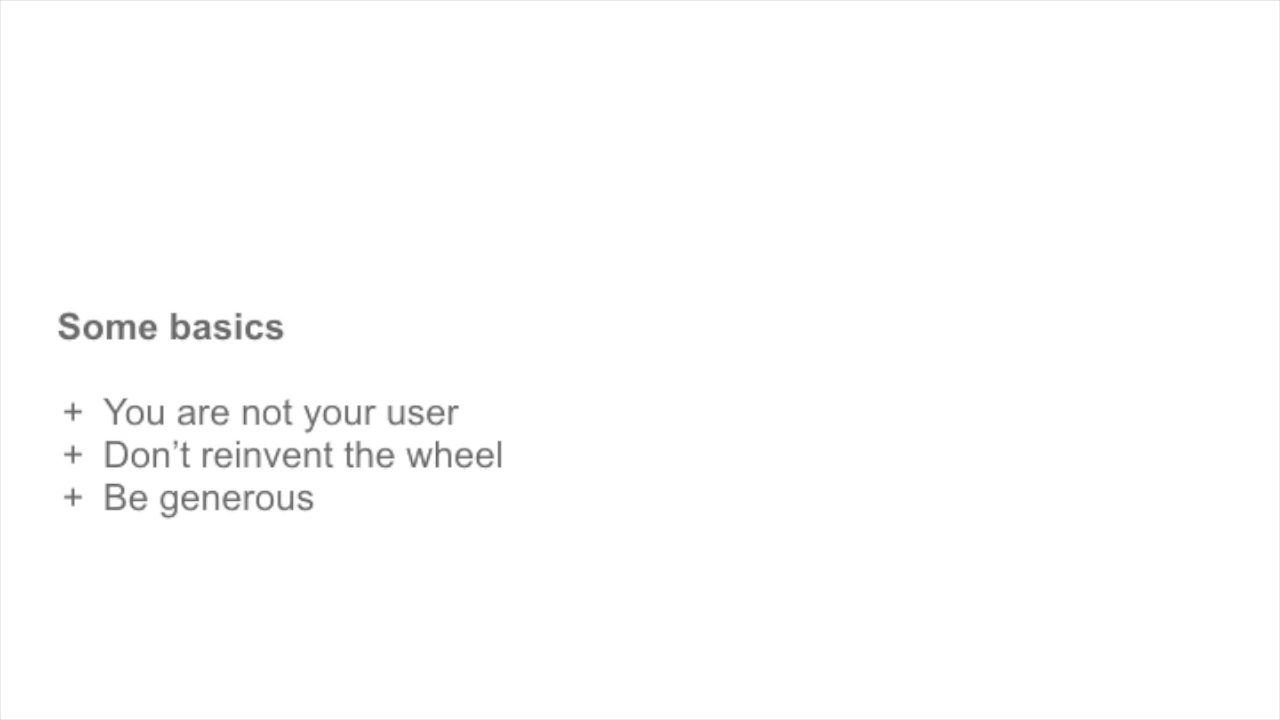 Some basics
+ You are not your user
+ Don’t reinvent the wheel
+ Be generous